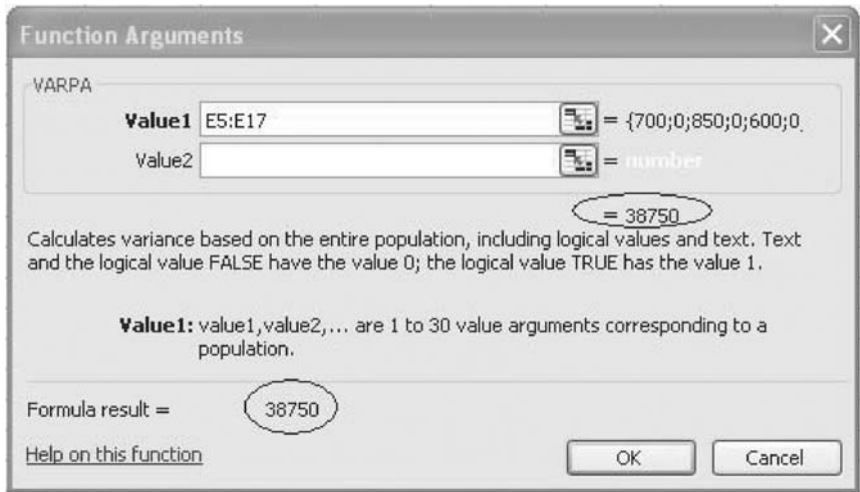 Function Arguments
VARPA
Value1 E5:E17 = {700;0;850;0;600;0
Value2 = number
= 38750
Calculates variance based on the entire population, including logical values and text. Text
and the logical value FALSE have the value 0; the logical value TRUE has the value 1.
Value1: value1,value2,... are 1 to 30 value arguments corresponding to a
population.
Formula result = 38750
Help on this function OK Cancel